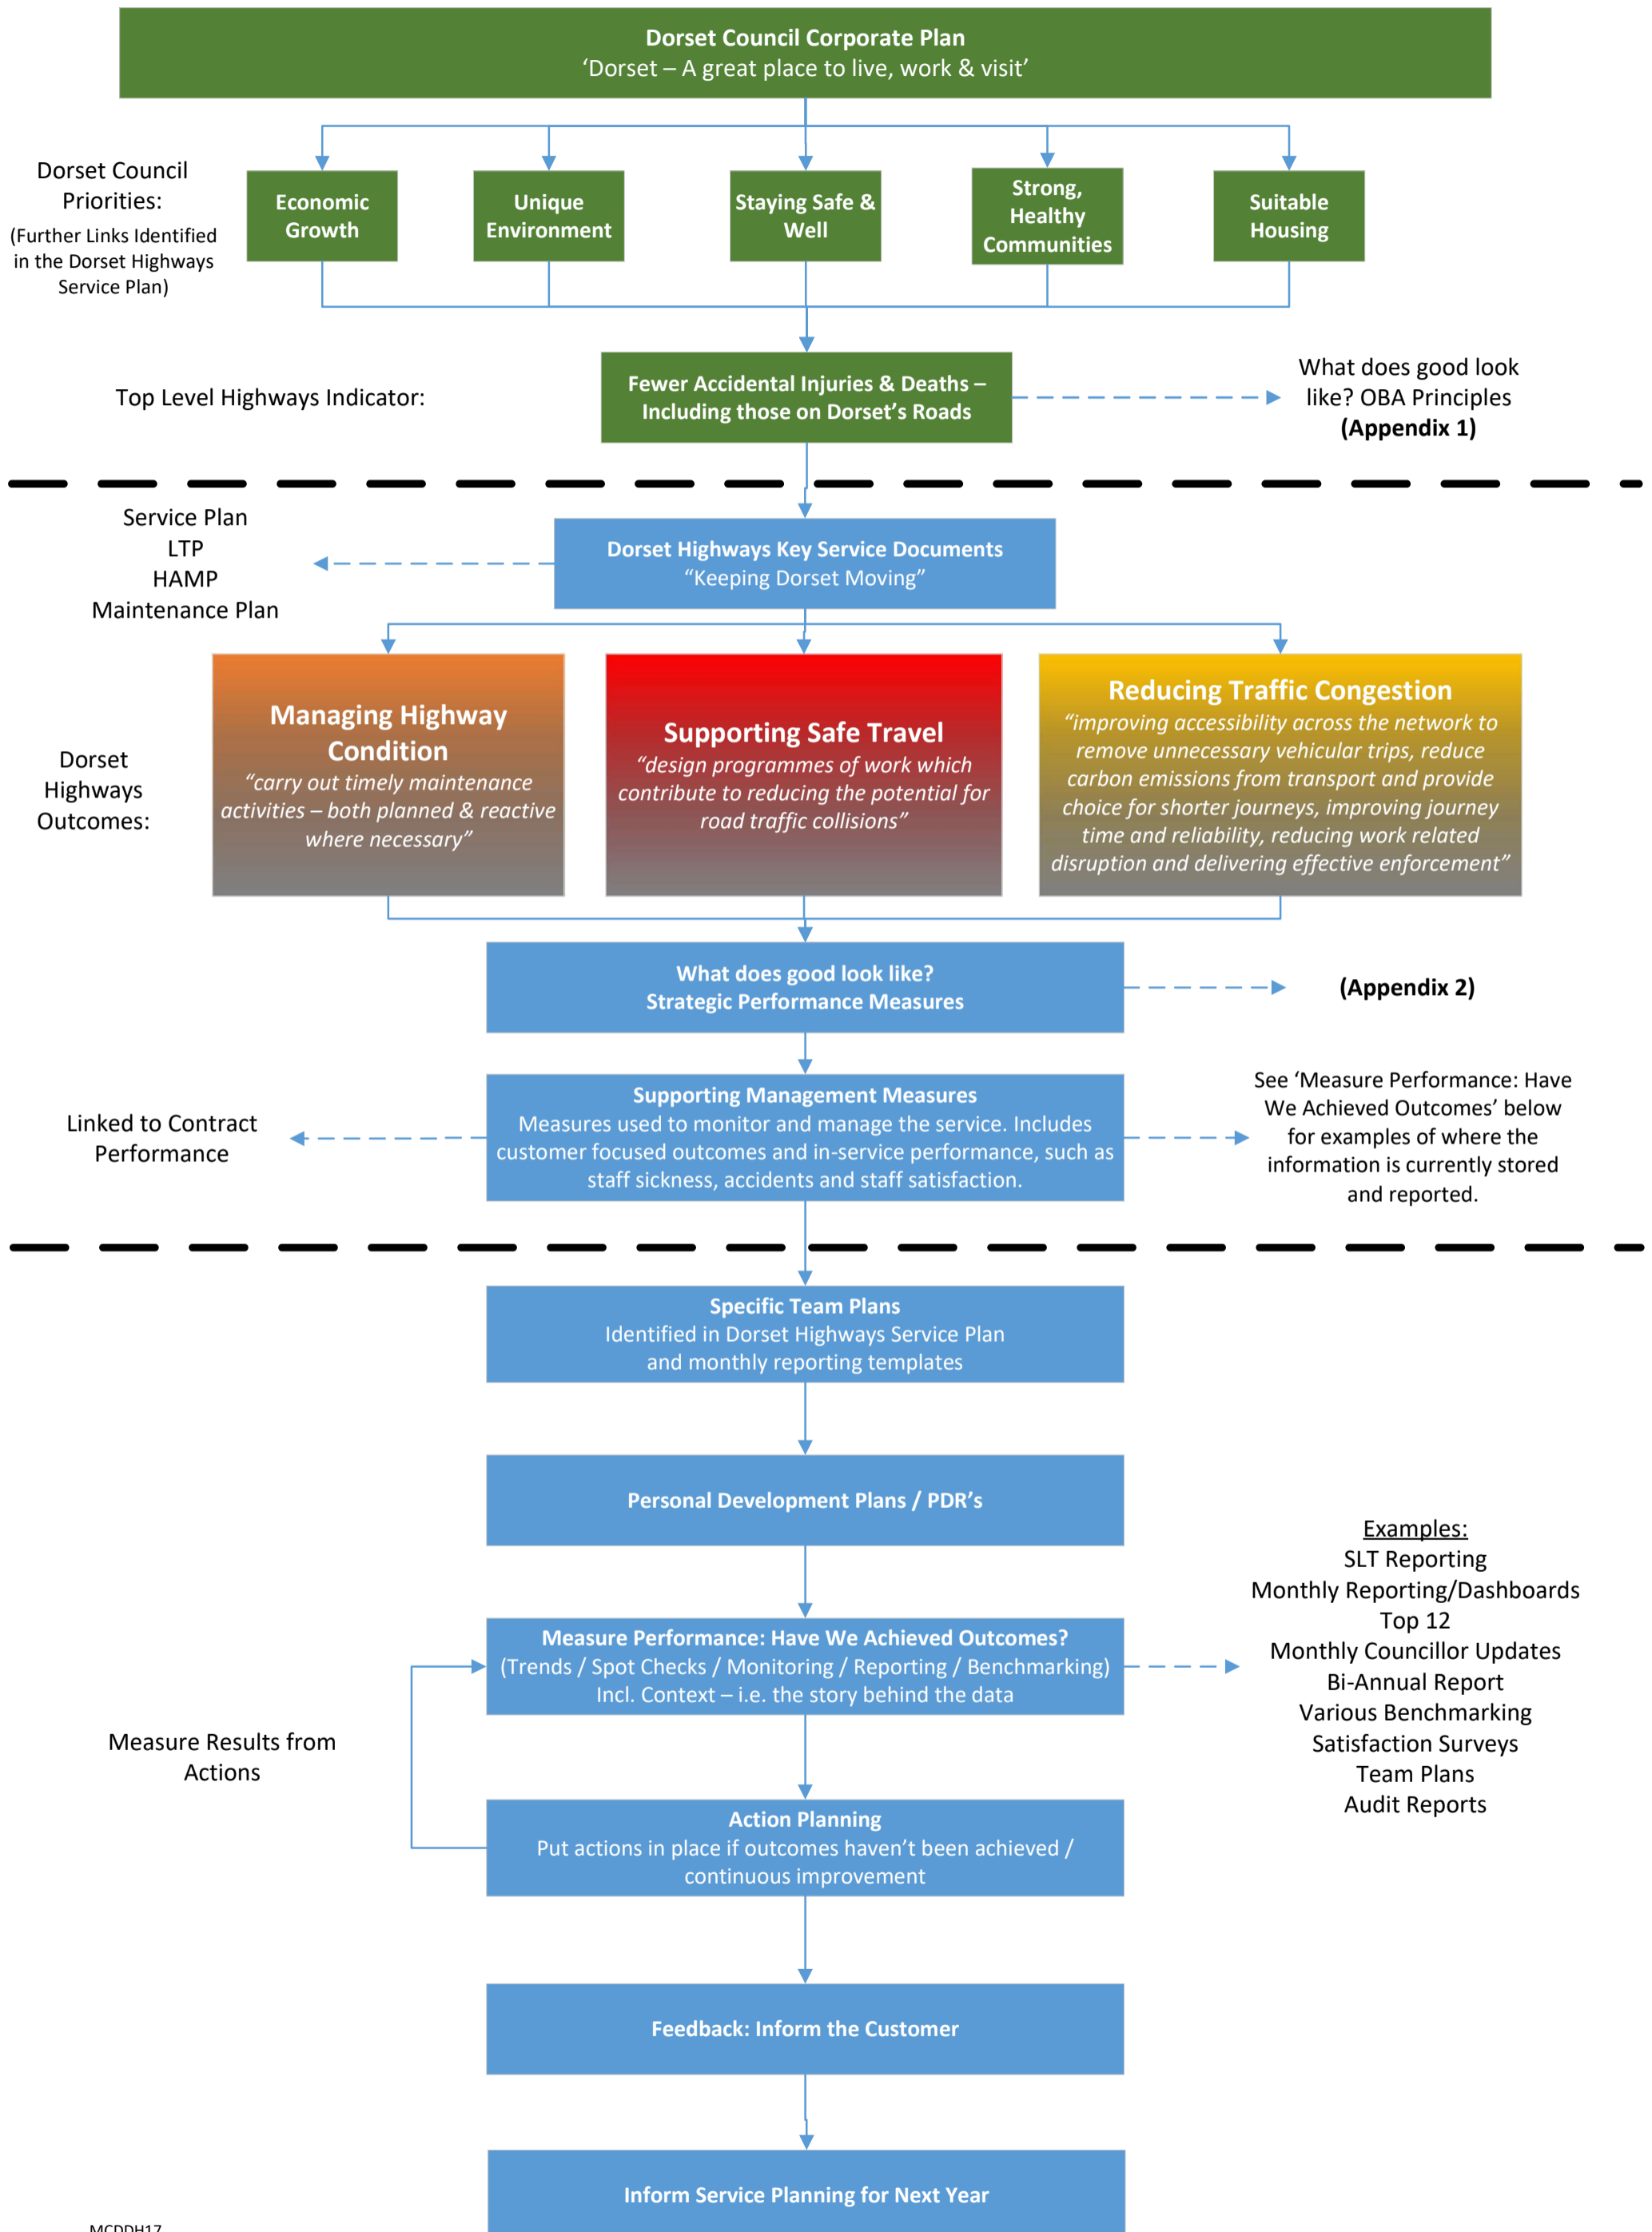 Dorset Council Corporate Plan
‘Dorset – A great place to live, work & visit’
Dorset Council
Priorities:
(Further Links Identified
in the Dorset Highways
Service Plan)
Economic
Growth
Unique
Environment
Staying Safe &
Well
Strong,
Healthy
Communities
Suitable
Housing
Top Level Highways Indicator:
Fewer Accidental Injuries & Deaths –
Including those on Dorset’s Roads
What does good look
like? OBA Principles
(Appendix 1)
Service Plan
LTP
HAMP
Maintenance Plan
Dorset Highways Key Service Documents
“Keeping Dorset Moving”
Dorset
Highways
Outcomes:
Managing Highway
Condition
“carry out timely maintenance
activities – both planned & reactive
where necessary”
Supporting Safe Travel
“design programmes of work which
contribute to reducing the potential for
road traffic collisions”
Reducing Traffic Congestion
“improving accessibility across the network to
remove unnecessary vehicular trips, reduce
carbon emissions from transport and provide
choice for shorter journeys, improving journey
time and reliability, reducing work related
disruption and delivering effective enforcement”
What does good look like?
Strategic Performance Measures
(Appendix 2)
Linked to Contract
Performance
Supporting Management Measures
Measures used to monitor and manage the service. Includes
customer focused outcomes and in-service performance, such as
staff sickness, accidents and staff satisfaction.
See ‘Measure Performance: Have
We Achieved Outcomes’ below
for examples of where the
information is currently stored
and reported.
Specific Team Plans
Identified in Dorset Highways Service Plan
and monthly reporting templates
Personal Development Plans / PDR’s
Measure Performance: Have We Achieved Outcomes?
(Trends / Spot Checks / Monitoring / Reporting / Benchmarking)
Incl. Context – i.e. the story behind the data
Examples:
SLT Reporting
Monthly Reporting/Dashboards
Top 12
Monthly Councillor Updates
Bi-Annual Report
Various Benchmarking
Satisfaction Surveys
Team Plans
Audit Reports
Measure Results from
Actions
Action Planning
Put actions in place if outcomes haven’t been achieved /
continuous improvement
Feedback: Inform the Customer
Inform Service Planning for Next Year
MCDDH17